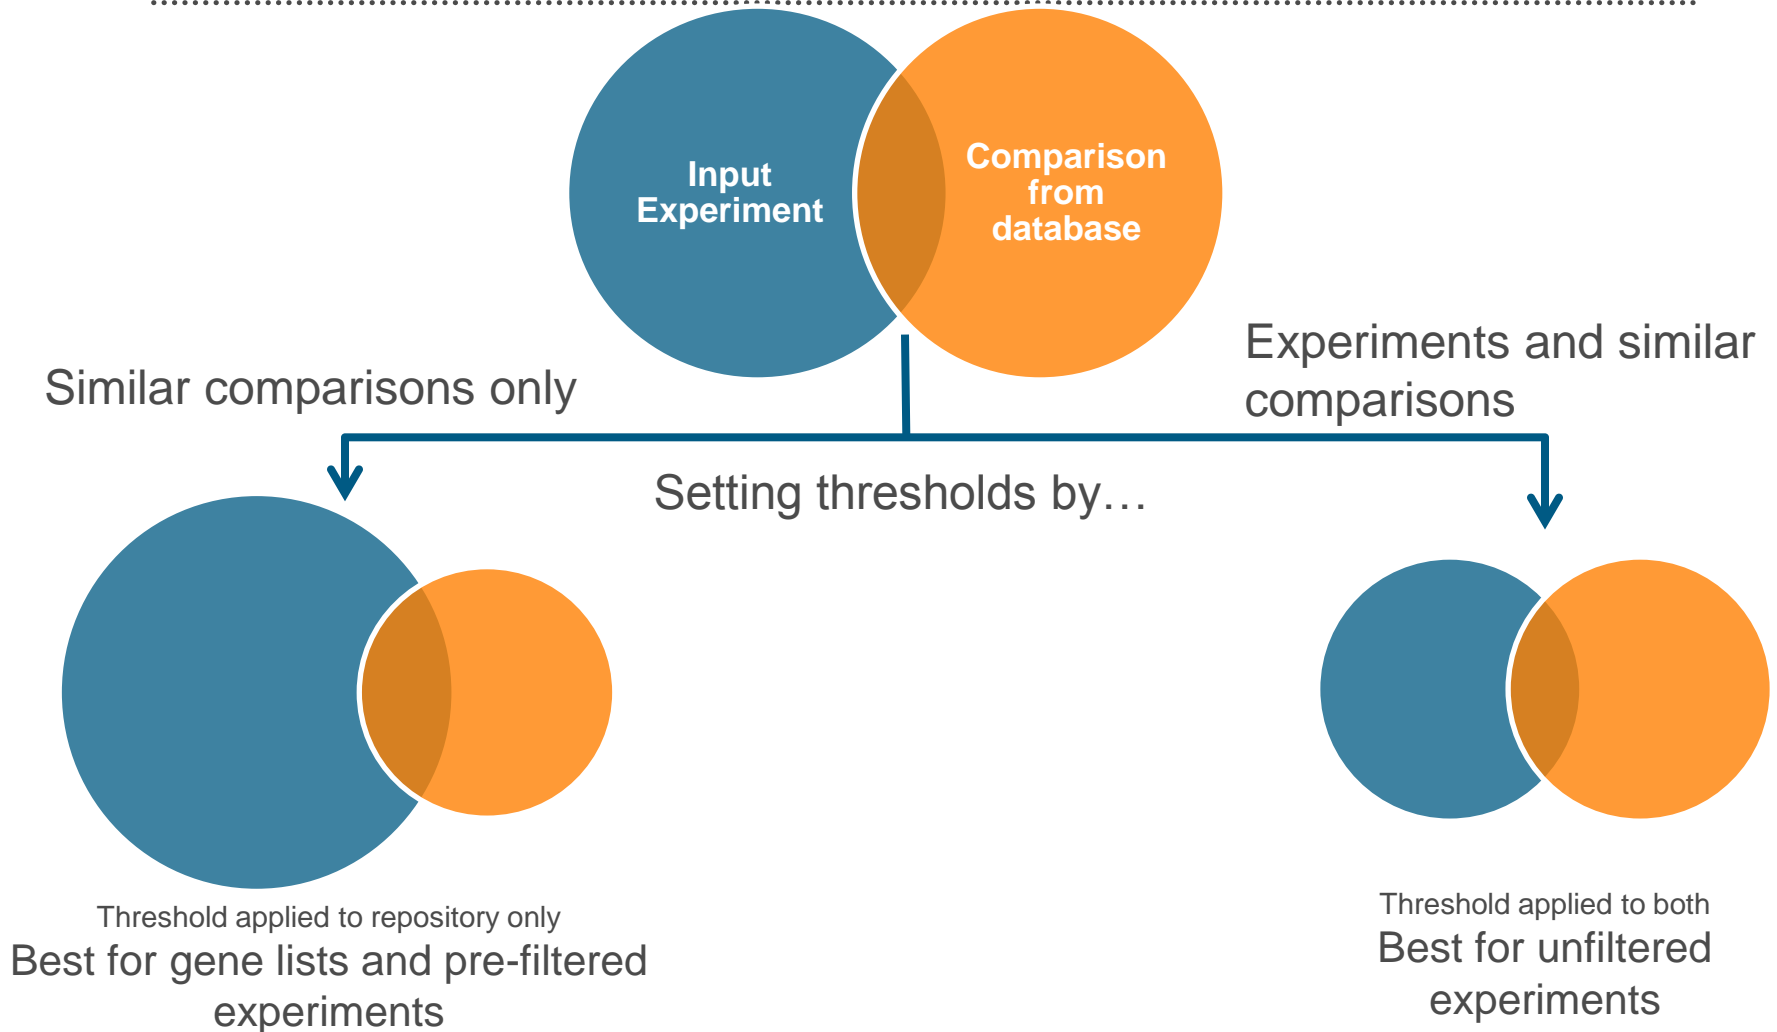 Input
Experiment
Comparison
from
database
Similar comparisons only
Experiments and similar
comparisons
Setting thresholds by…
Threshold applied to repository only
Best for gene lists and pre-filtered
experiments
Threshold applied to both
Best for unfiltered
experiments